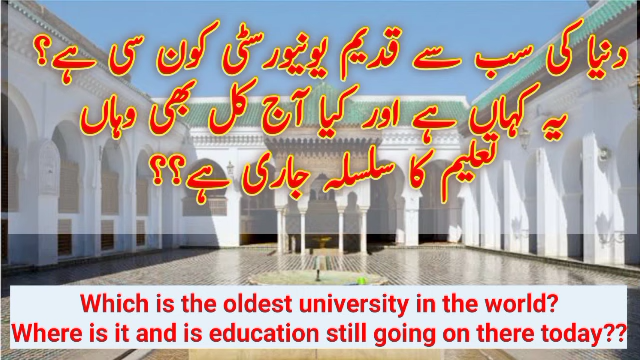 دنیا کی سب سے قدیم یونیورسٹی کون سی ہے؟
یہ کہاں ہے اور کیا آج کل بھی وہاں
تعلیم کا سلسلہ جاری ہے؟؟
Which is the oldest university in the world?
Where is it and is education still going on there today??